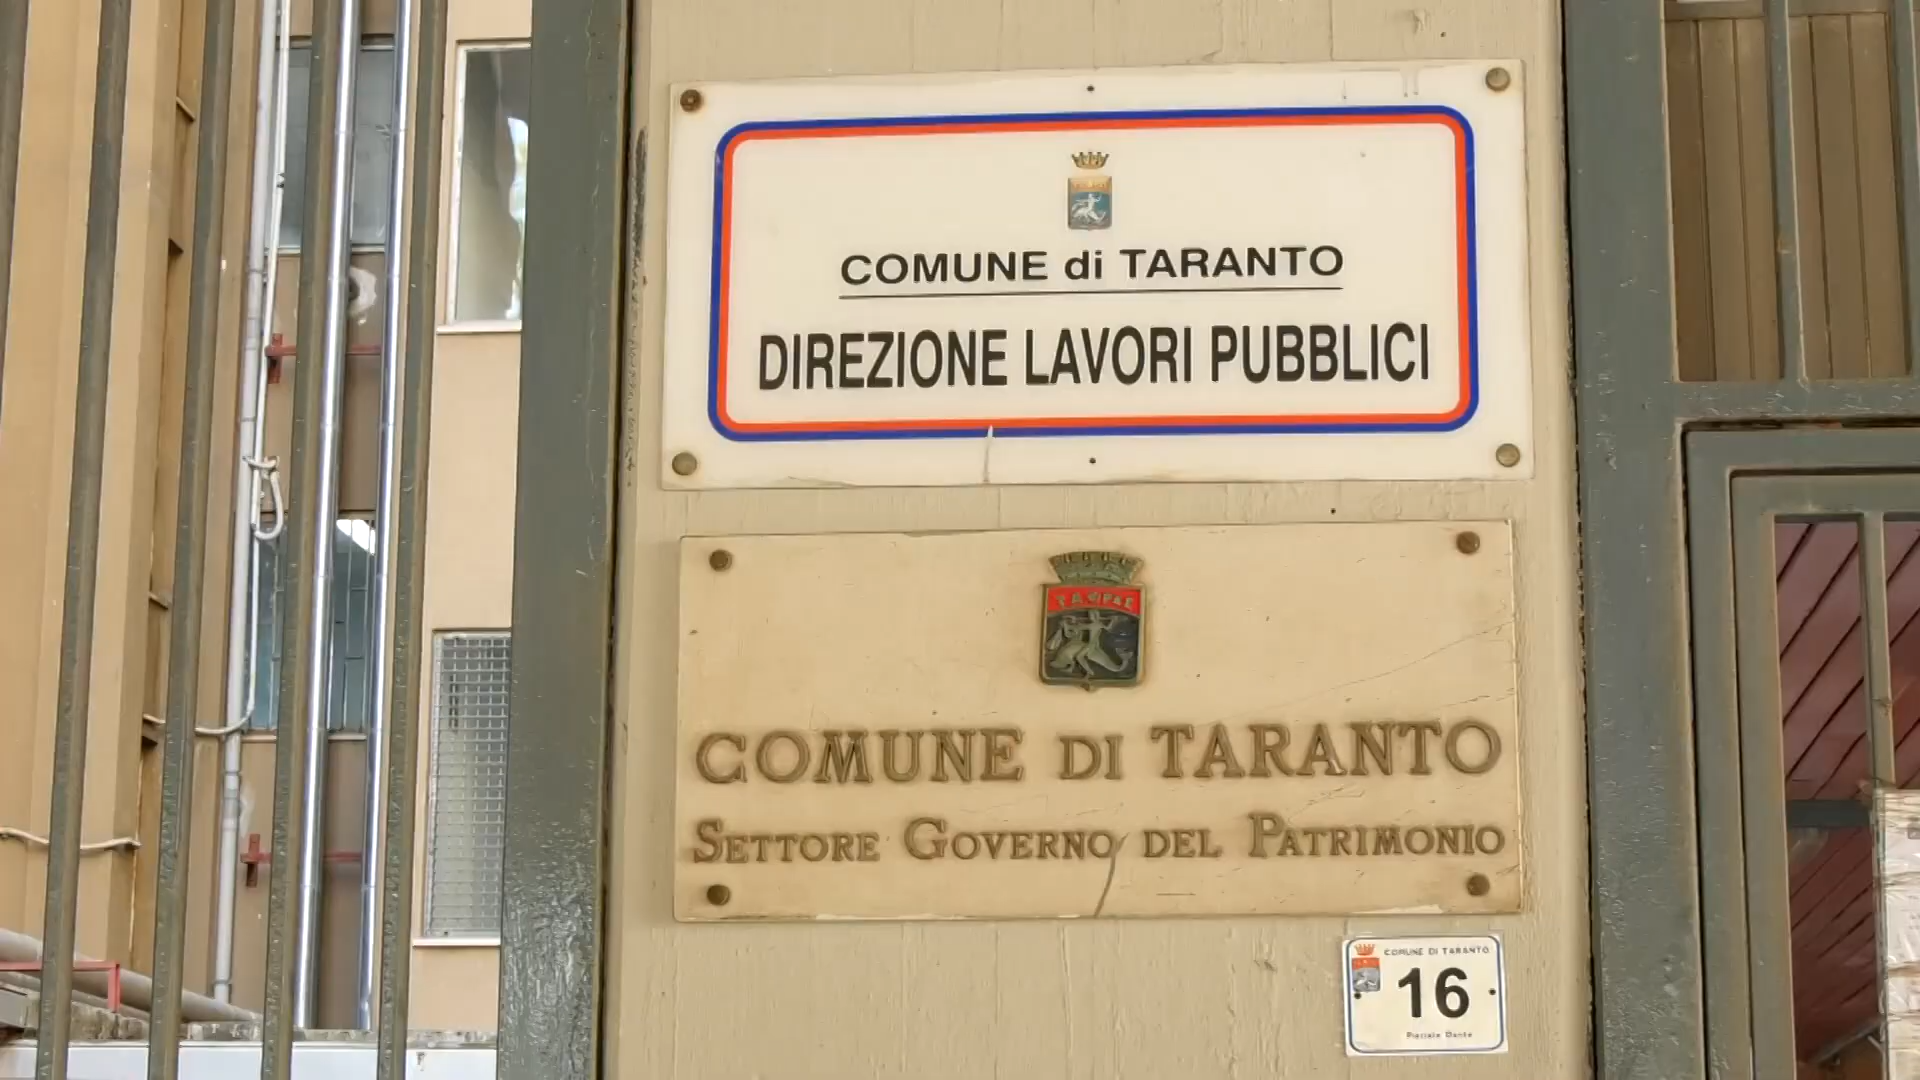 COMUNE di TARANTO
DIREZIONE LAVORI PUBBLICI
COMUNE DI TARANTO
SETTORE GOVERNO DEL PATRIMONIO
COMUNE DI TARANTO
16
Piazzale Dante